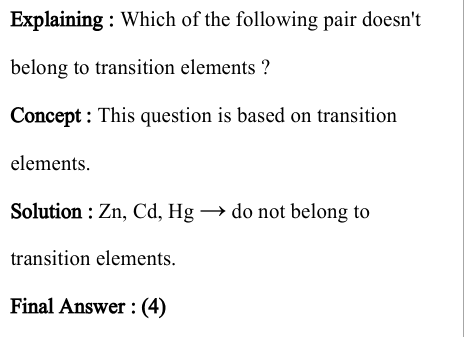 Explaining : Which of the following pair doesn't
belong to transition elements ?
Concept : This question is based on transition
elements.
Solution : Zn, Cd, Hg ⟶ do not belong to
transition elements.
Final Answer : (4)